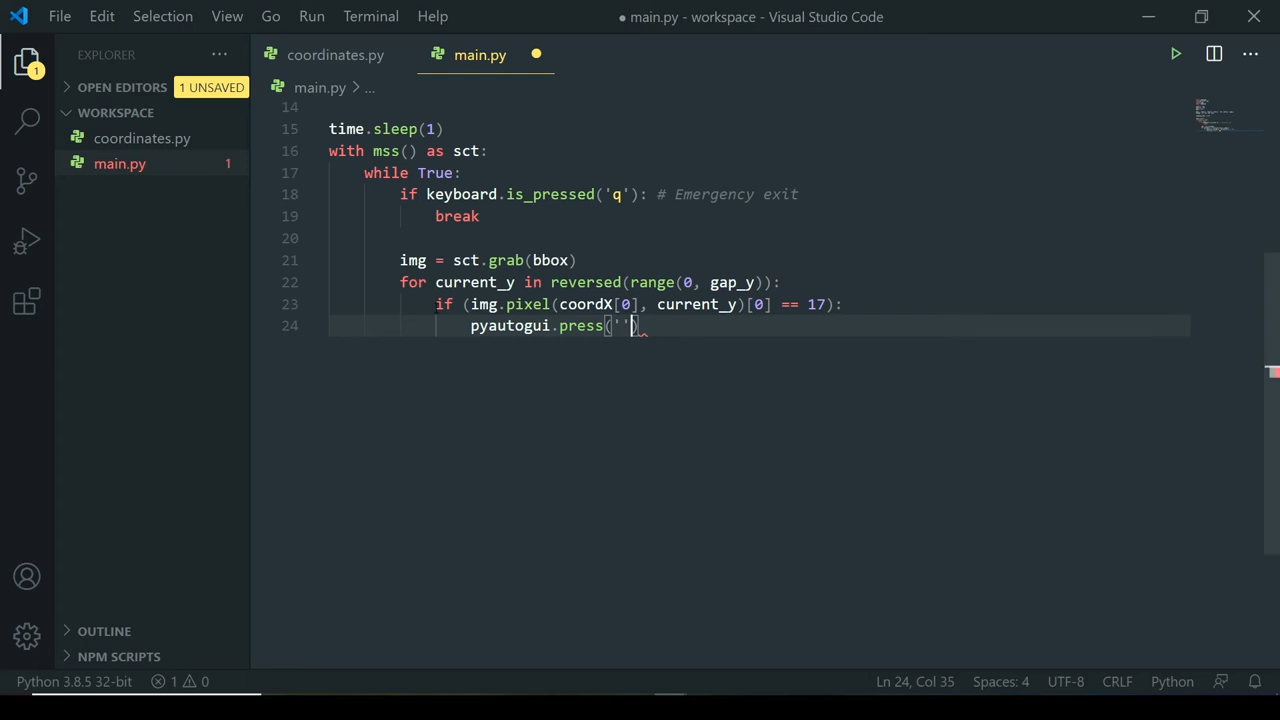 File Edit Selection View Go Run Terminal Help
● main.py - workspace - Visual Studio Code
EXPLORER ...
1
OPEN EDITORS 1 UNSAVED
WORKSPACE
coordinates.py
main.py 1
coordinates.py main.py
main.py > ...
14
15 time.sleep(1)
16 with mss() as sct:
17 while True:
18 if keyboard.is_pressed('q'): # Emergency exit
19 break
20
21 img = sct.grab(bbox)
22 for current_y in reversed(range(0, gap_y)):
23 if (img.pixel(coordX[0], current_y)[0] == 17):
24 pyautogui.press('')
OUTLINE
NPM SCRIPTS
Python 3.8.5 32-bit 1 0 Ln 24, Col 35 Spaces: 4 UTF-8 CRLF Python